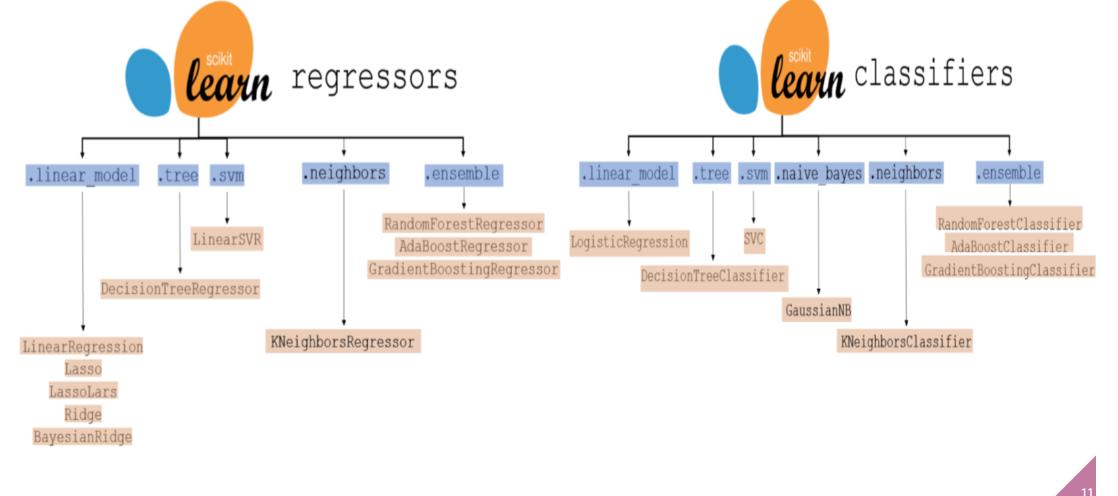 scikit
learn regressors
.linear_model .tree .svm .neighbors .ensemble
LinearSVR
RandomForestRegressor
AdaBoostRegressor
GradientBoostingRegressor
DecisionTreeRegressor
KNeighborsRegressor
LinearRegression
Lasso
LassoLars
Ridge
BayesianRidge
scikit
learn classifiers
.linear_model .tree .svm .naive_bayes .neighbors .ensemble
LogisticRegression
SVC
RandomForestClassifier
AdaBoostClassifier
GradientBoostingClassifier
DecisionTreeClassifier
GaussianNB
KNeighborsClassifier
11